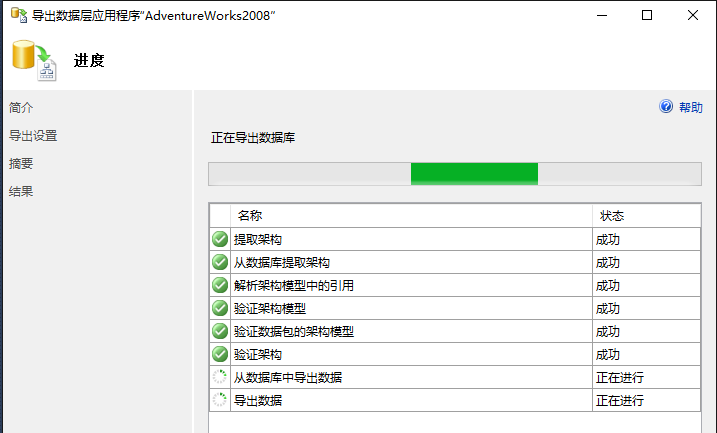 导出数据层应用程序“AdventureWorks2008”
进度
简介
导出设置
摘要
结果
帮助
正在导出数据库
名称 状态
提取架构 成功
从数据库提取架构 成功
解析架构模型中的引用 成功
验证架构模型 成功
验证数据包的架构模型 成功
验证架构 成功
从数据库中导出数据 正在进行
导出数据 正在进行